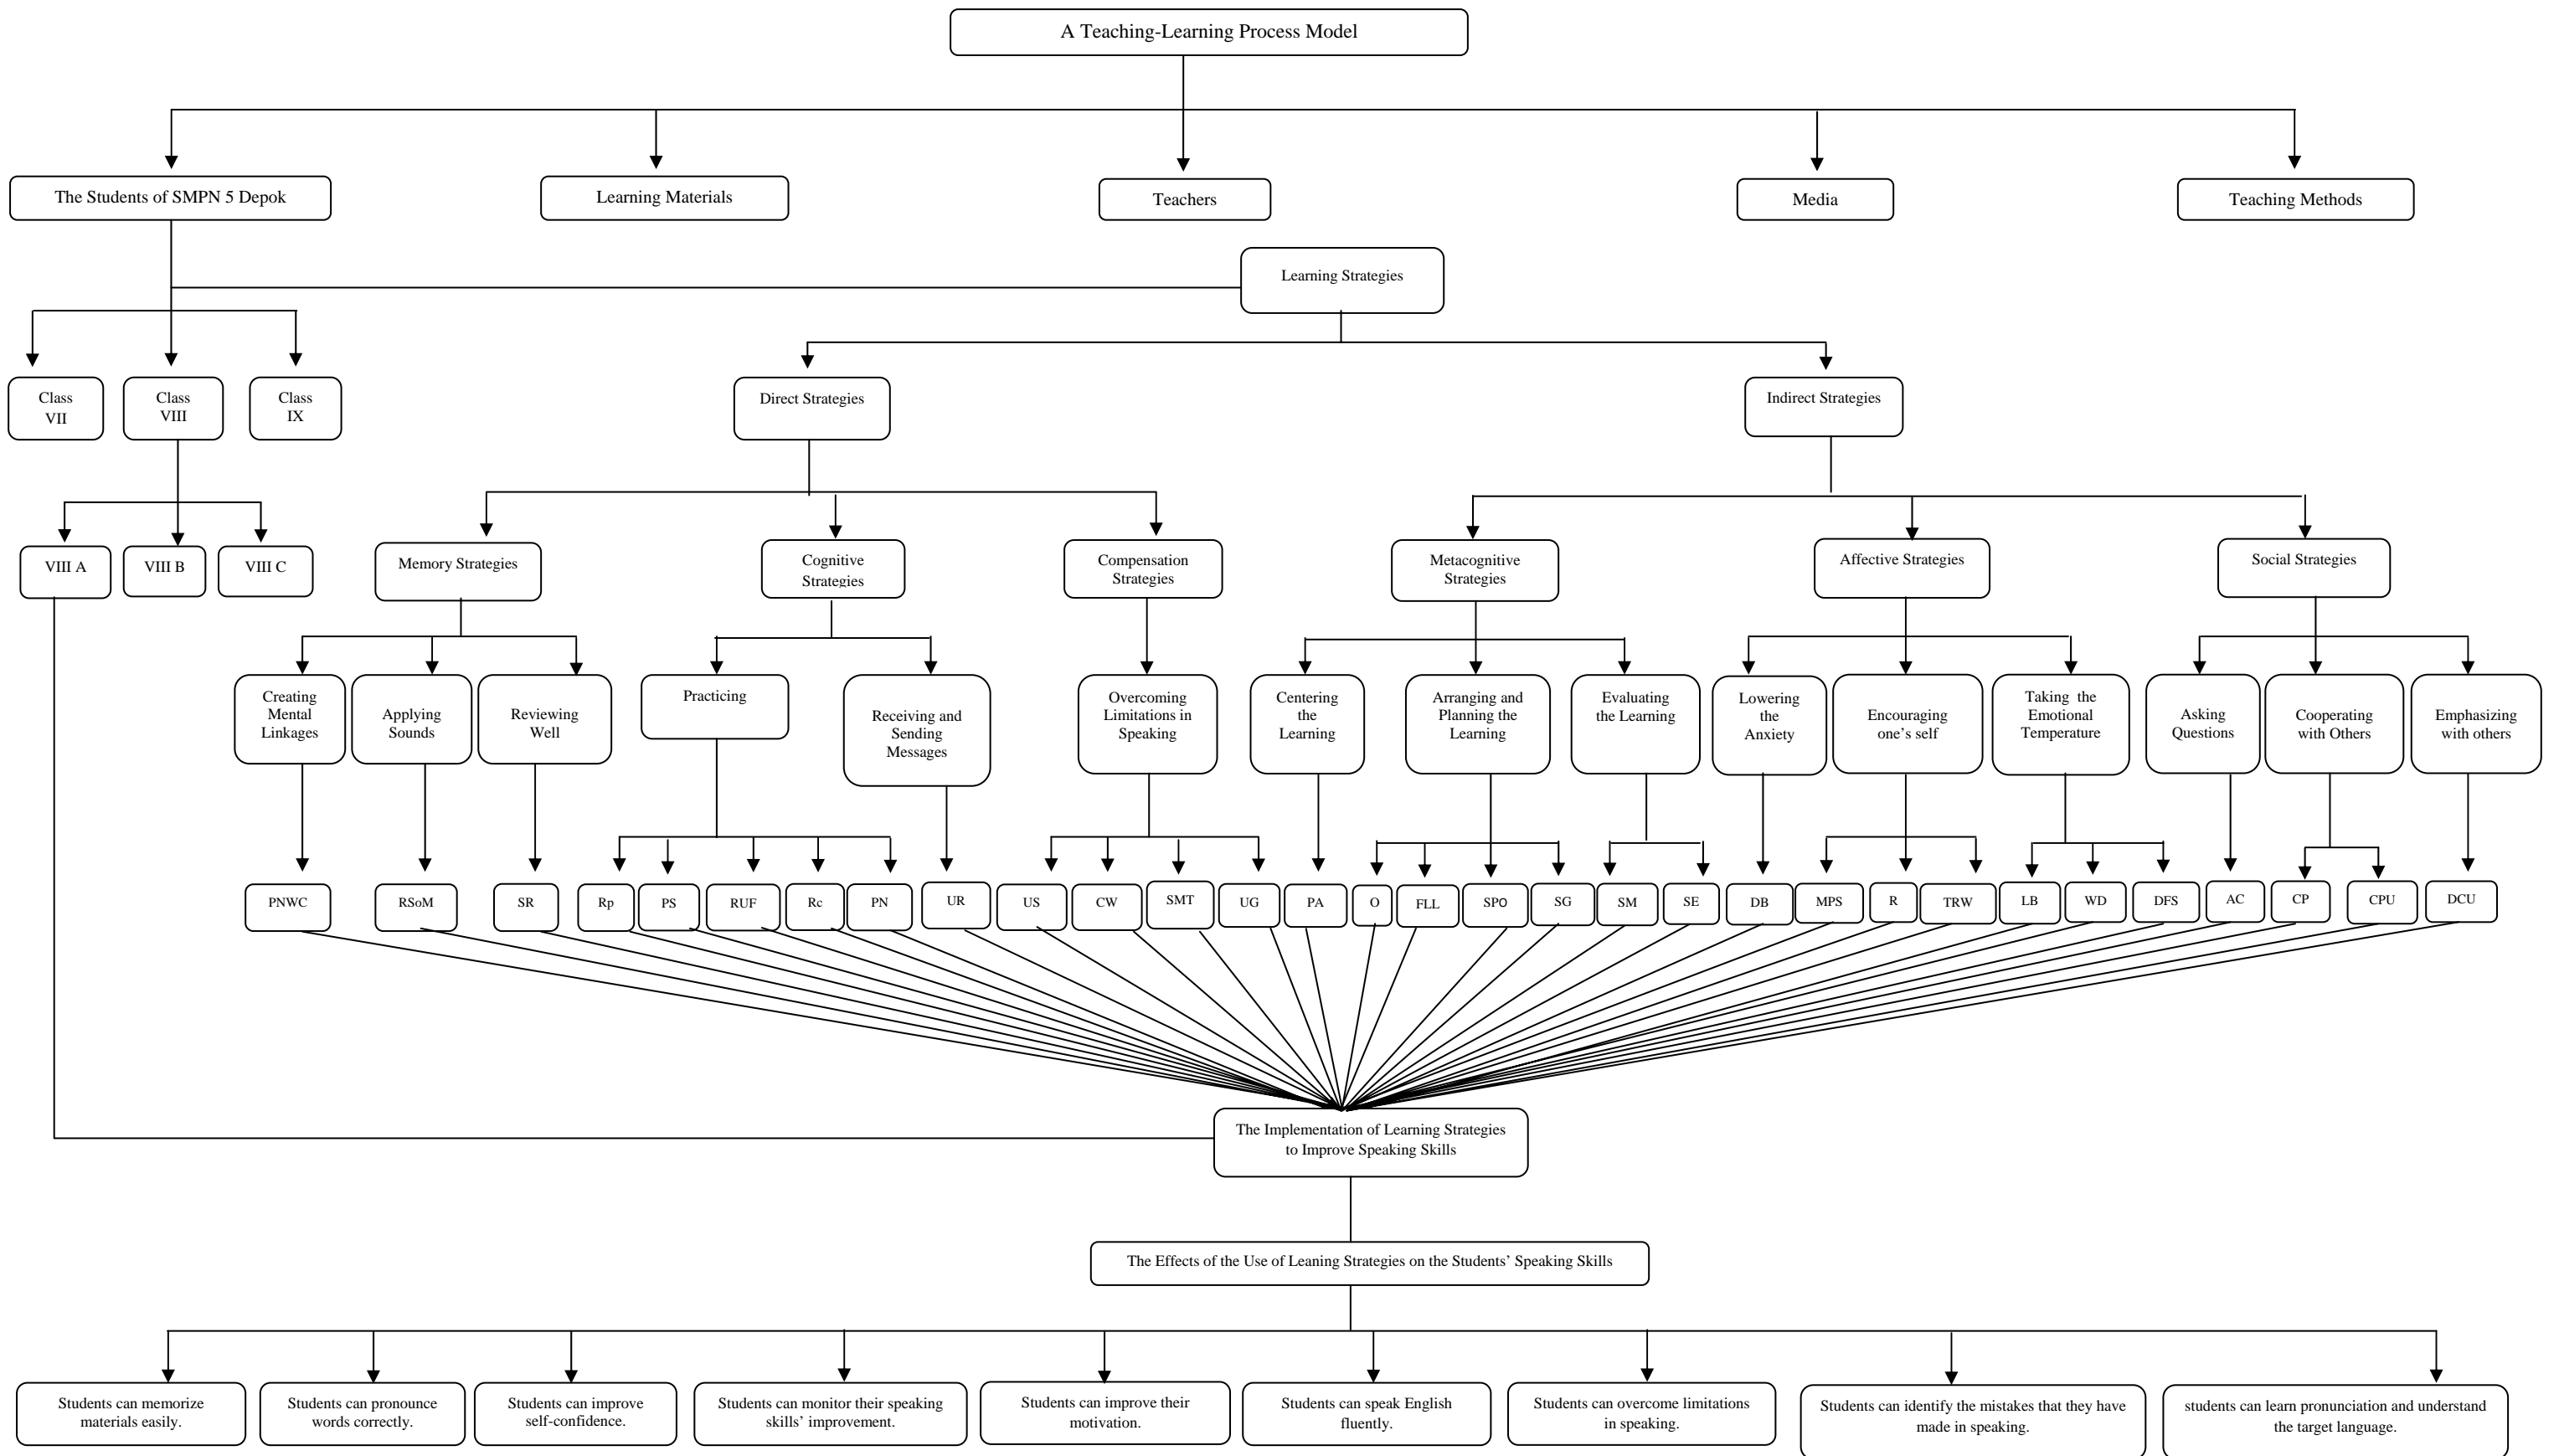 A Teaching-Learning Process Model
The Students of SMPN 5 Depok
Learning Materials
Teachers
Media
Teaching Methods
Learning Strategies
Class
VII
Class
VIII
Class
IX
Direct Strategies
Indirect Strategies
VIII A
VIII B
VIII C
Memory Strategies
Cognitive
Strategies
Compensation
Strategies
Metacognitive
Strategies
Affective Strategies
Social Strategies
Creating
Mental
Linkages
Applying
Sounds
Reviewing
Well
Practicing
Receiving and
Sending
Messages
Overcoming
Limitations in
Speaking
Centering
the
Learning
Arranging and
Planning the
Learning
Evaluating
the Learning
Lowering
the
Anxiety
Encouraging
one’s self
Taking the
Emotional
Temperature
Asking
Questions
Cooperating
with Others
Emphasizing
with others
PNWC
RSoM
SR
Rp
PS
RUF
Rc
PN
UR
US
CW
SMT
UG
PA
O
FLL
SPO
SG
SM
SE
DB
MPS
R
TRW
LB
WD
DFS
AC
CP
CPU
DCU
The Implementation of Learning Strategies
to Improve Speaking Skills
The Effects of the Use of Leaning Strategies on the Students’ Speaking Skills
Students can memorize
materials easily.
Students can pronounce
words correctly.
Students can improve
self-confidence.
Students can monitor their speaking
skills’ improvement.
Students can improve their
motivation.
Students can speak English
fluently.
Students can overcome limitations
in speaking.
Students can identify the mistakes that they have
made in speaking.
students can learn pronunciation and understand
the target language.